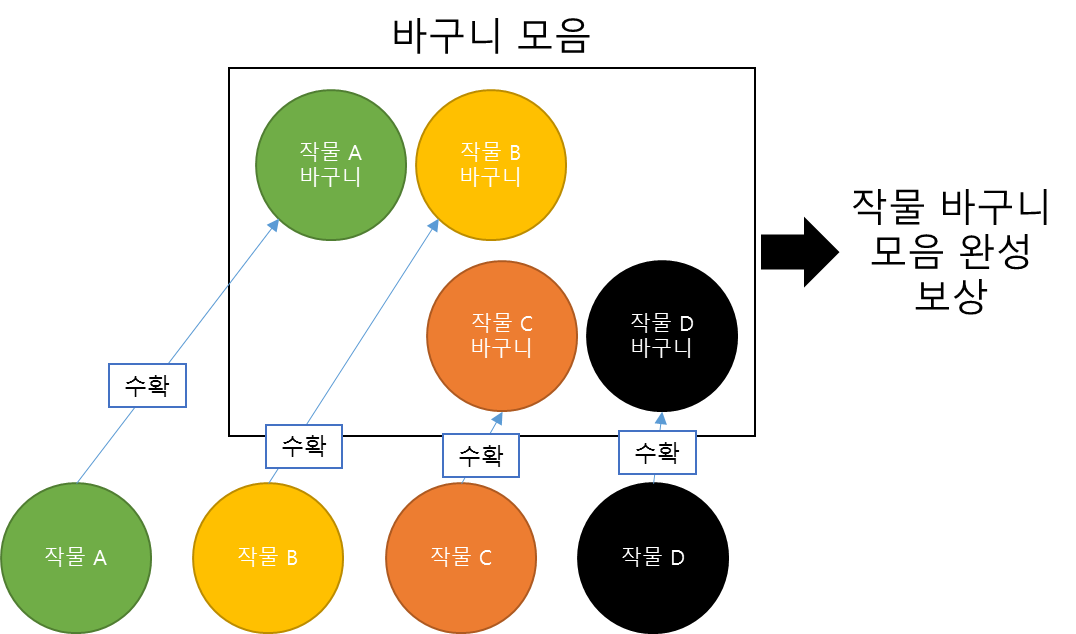 바구니 모음
작물 A
바구니
작물 B
바구니
작물 C
바구니
작물 D
바구니
작물 바구니
모음 완성
보상
수확
수확
수확
수확
작물 A
작물 B
작물 C
작물 D